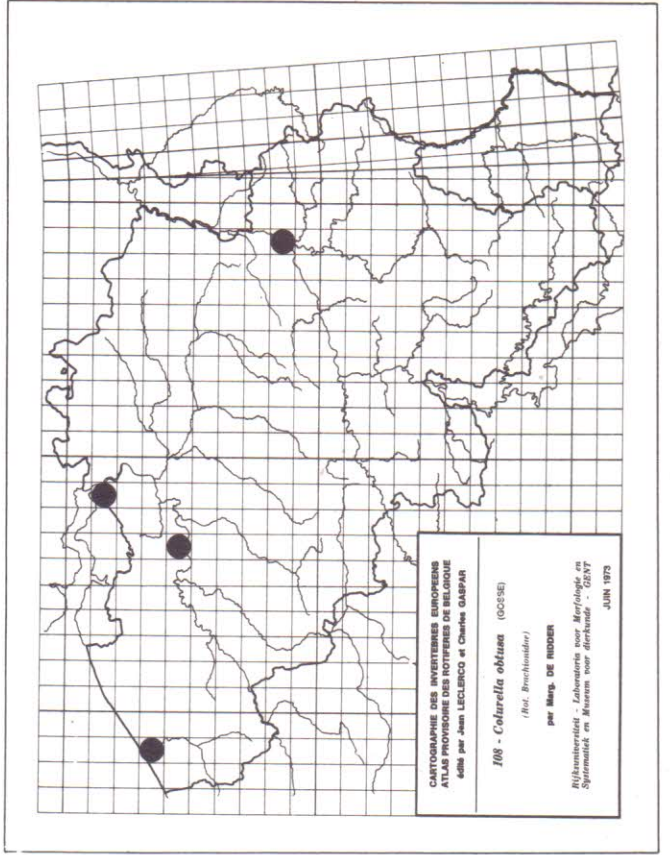 CARTOGRAPHIE DES INVERTEBRES EUROPEENS
ATLAS PROVISOIRE DES ROTIFERES DE BELGIQUE
édité par Jean LECLERCQ et Charles GASPAR
108 - Colurella obtusa (GOSSE)
(Rot. Brachionidae)
par Marg. DE RIDDER
Rijksuniversiteit - Laboratoria voor Morfologie en
Systematiek en Museum voor dierkunde - GENT
JUIN 1973